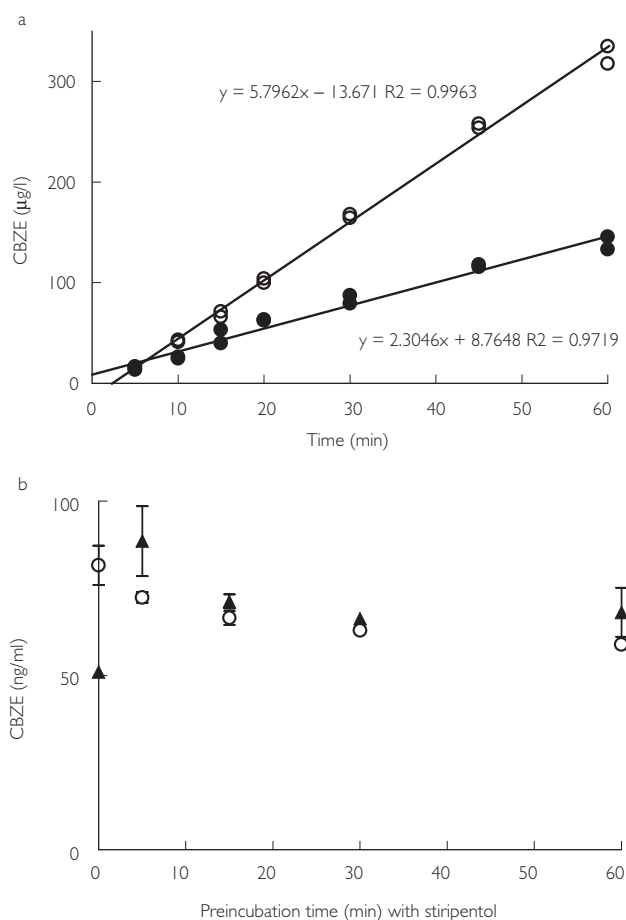 a
300
y = 5.7962x – 13.671 R2 = 0.9963
200
CBZE (µg/l)
100
y = 2.3046x + 8.7648 R2 = 0.9719
0
0 10 20 30 40 50 60
Time (min)
b
100
CBZE (ng/ml)
50
0
0 10 20 30 40 50 60
Preincubation time (min) with stiripentol